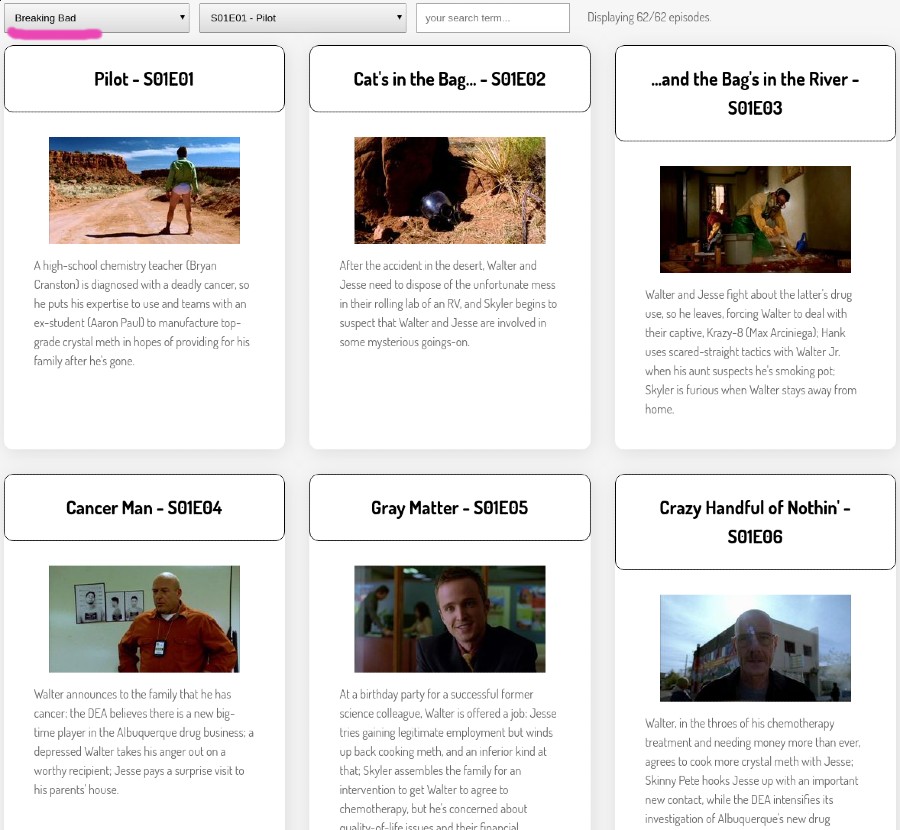 Breaking Bad
S01E01 - Pilot
your search term...
Displaying 62/62 episodes.
Pilot - S01E01
A high-school chemistry teacher (Bryan
Cranston) is diagnosed with a deadly cancer, so
he puts his expertise to use and teams with an
ex-student (Aaron Paul) to manufacture top-
grade crystal meth in hopes of providing for his
family after he's gone.
Cat's in the Bag... - S01E02
After the accident in the desert, Walter and
Jesse need to dispose of the unfortunate mess
in their rolling lab of an RV, and Skyler begins to
suspect that Walter and Jesse are involved in
some mysterious goings-on.
...and the Bag's in the River -
S01E03
Walter and Jesse fight about the latter's drug
use, so he leaves, forcing Walter to deal with
their captive, Krazy-8 (Max Arciniega); Hank
uses scared-straight tactics with Walter Jr.
when his aunt suspects he's smoking pot;
Skyler is furious when Walter stays away from
home.
Cancer Man - S01E04
Walter announces to the family that he has
cancer; the DEA believes there is a new big-
time player in the Albuquerque drug business; a
depressed Walter takes his anger out on a
worthy recipient; Jesse pays a surprise visit to
his parents' house.
Gray Matter - S01E05
At a birthday party for a successful former
science colleague, Walter is offered a job; Jesse
tries gaining legitimate employment but winds
up back cooking meth, and an inferior kind at
that; Skyler assembles the family for an
intervention to get Walter to agree to
chemotherapy, but he's concerned about
quality-of-life issues and their financial
Crazy Handful of Nothin' -
S01E06
Walter, in the throes of his chemotherapy
treatment and needing money more than ever,
agrees to cook more crystal meth with Jesse;
Skinny Pete hooks Jesse up with an important
new contact, while the DEA intensifies its
investigation of Albuquerque's new drug